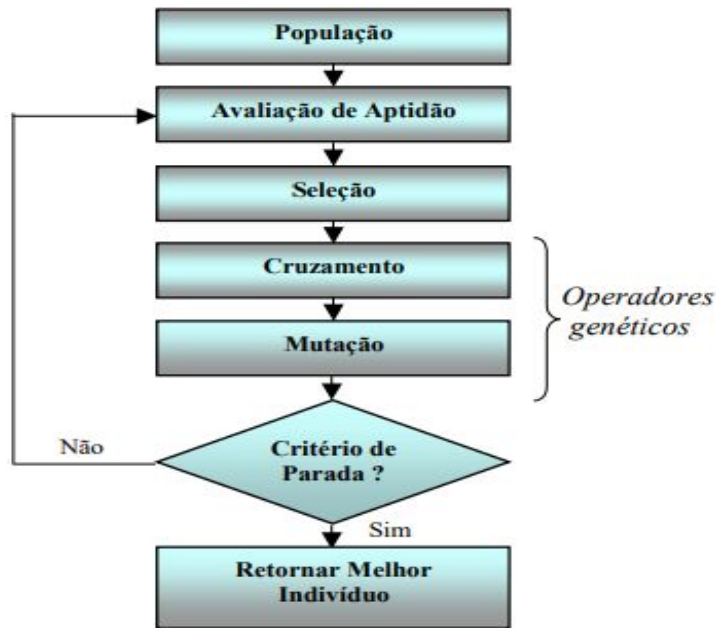 População
Avaliação de Aptidão
Seleção
Cruzamento
Operadores
genéticos
Mutação
Não
Critério de
Parada ?
Sim
Retornar Melhor
Indivíduo